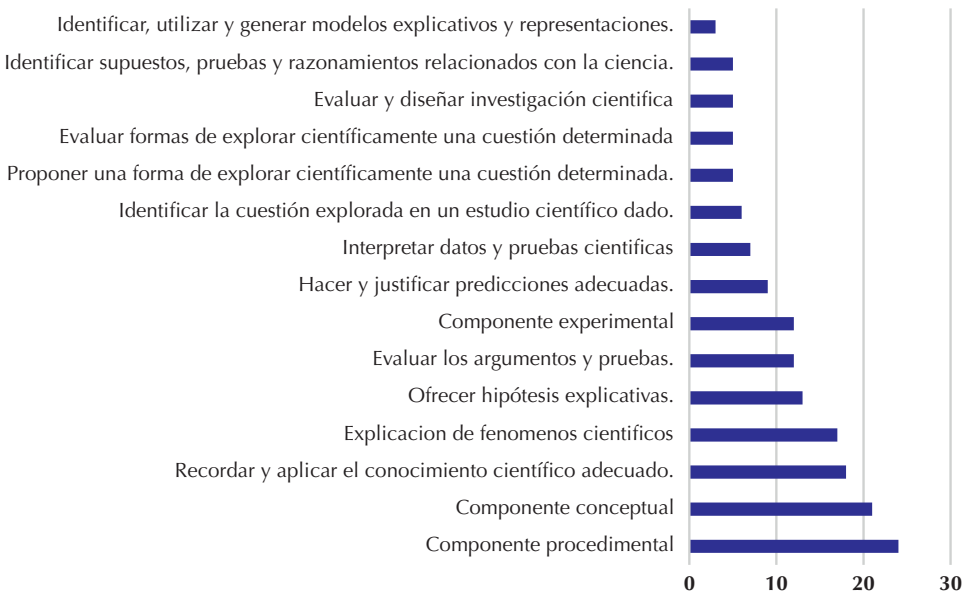 Identificar, utilizar y generar modelos explicativos y representaciones.
Identificar supuestos, pruebas y razonamientos relacionados con la ciencia.
Evaluar y diseñar investigación cientifica
Evaluar formas de explorar científicamente una cuestión determinada
Proponer una forma de explorar científicamente una cuestión determinada.
Identificar la cuestión explorada en un estudio científico dado.
Interpretar datos y pruebas cientificas
Hacer y justificar predicciones adecuadas.
Componente experimental
Evaluar los argumentos y pruebas.
Ofrecer hipótesis explicativas.
Explicacion de fenomenos cientificos
Recordar y aplicar el conocimiento científico adecuado.
Componente conceptual
Componente procedimental
0 10 20 30